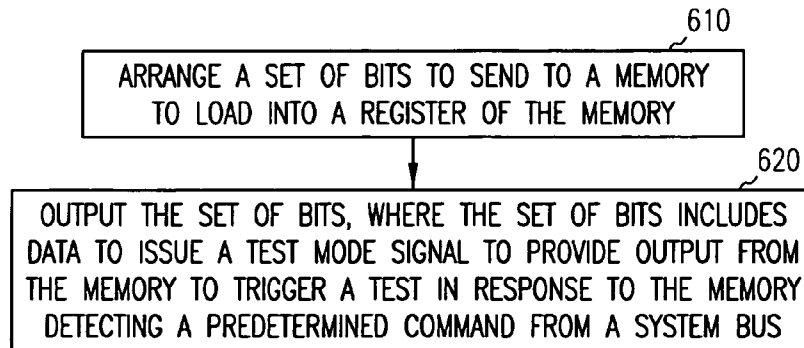 610
ARRANGE A SET OF BITS TO SEND TO A MEMORY
TO LOAD INTO A REGISTER OF THE MEMORY
620
OUTPUT THE SET OF BITS, WHERE THE SET OF BITS INCLUDES
DATA TO ISSUE A TEST MODE SIGNAL TO PROVIDE OUTPUT FROM
THE MEMORY TO TRIGGER A TEST IN RESPONSE TO THE MEMORY
DETECTING A PREDETERMINED COMMAND FROM A SYSTEM BUS